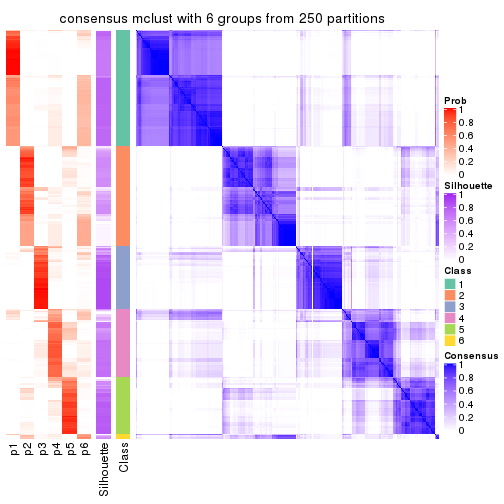 consensus mclust with 6 groups from 250 partitions
p1
p2
p3
p4
p5
p6
Silhouette
Class
Prob
1
0.8
0.6
0.4
0.2
0
Silhouette
1
0.8
0.6
0.4
0.2
0
Class
1
2
3
4
5
6
Consensus
1
0.8
0.6
0.4
0.2
0